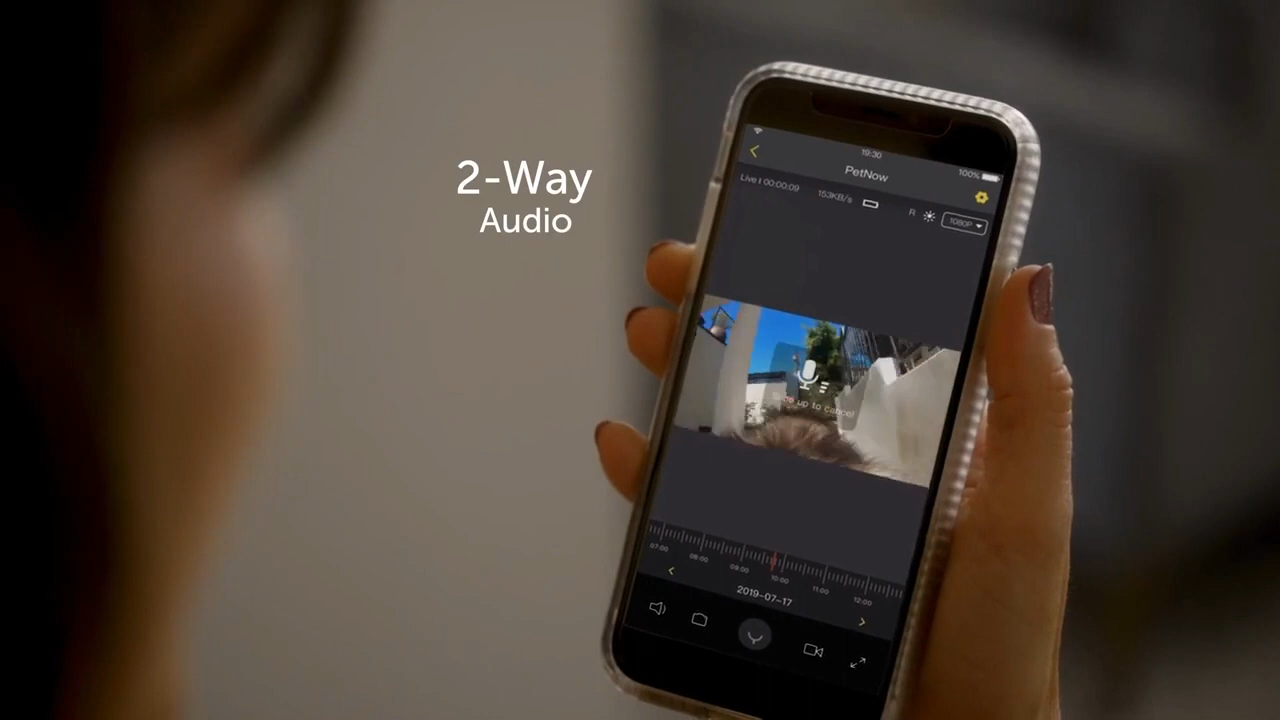 2-Way
Audio
19:30
100%
PetNow
Live | 00:00:09
153KB/s
R
1080P
up to cancel
07:00
08:00
09:00
10:00
11:00
12:00
2019-07-17